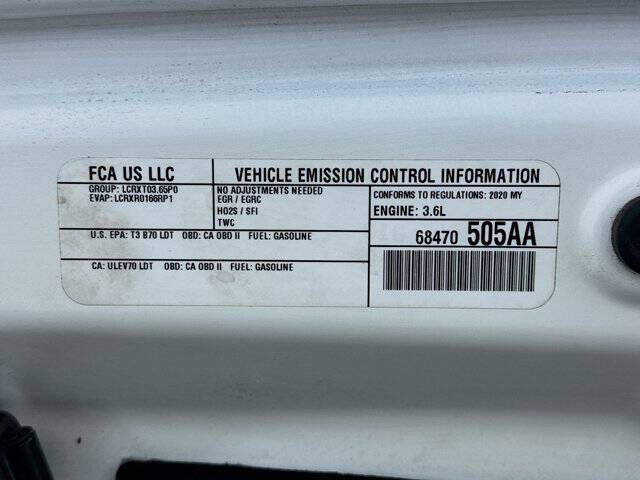 FCA US LLC
VEHICLE EMISSION CONTROL INFORMATION
GROUP: LCRXT03.65P0
EVAP: LCRXR0166RP1
NO ADJUSTMENTS NEEDED
EGR / EGRC
HO2S / SFI
TWC
CONFORMS TO REGULATIONS: 2020 MY
ENGINE: 3.6L
U.S. EPA: T3 B70 LDT OBD: CA OBD II FUEL: GASOLINE
68470 505AA
CA: ULEV70 LDT OBD: CA OBD II FUEL: GASOLINE